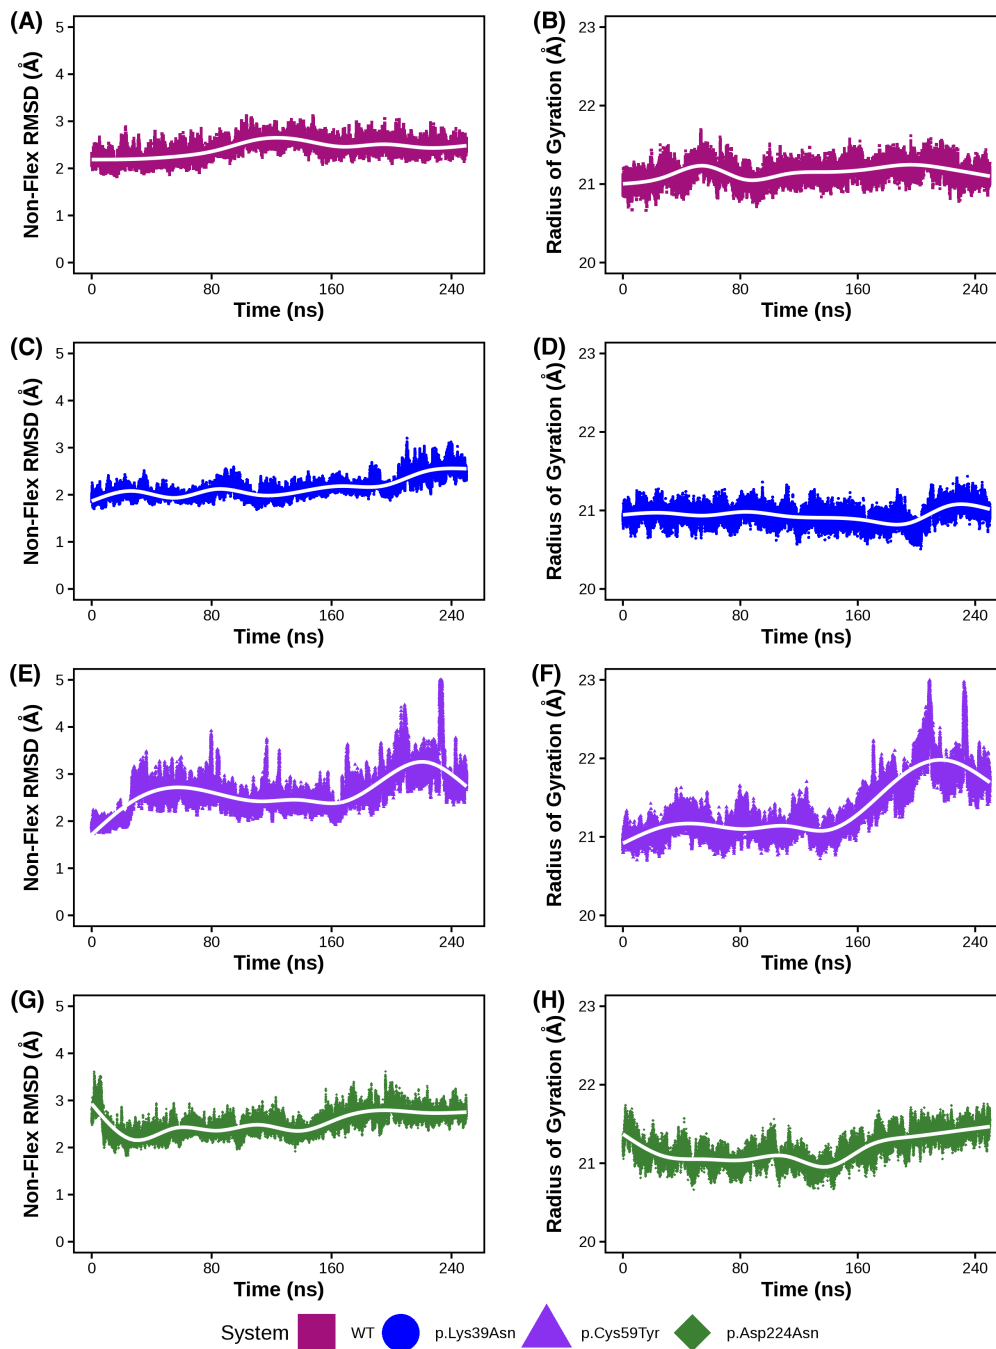 (A)
Non-Flex RMSD (Å)
5
4
3
2
1
0
0 80 160 240
Time (ns)
(B)
Radius of Gyration (Å)
23
22
21
20
0 80 160 240
Time (ns)
(C)
Non-Flex RMSD (Å)
5
4
3
2
1
0
0 80 160 240
Time (ns)
(D)
Radius of Gyration (Å)
23
22
21
20
0 80 160 240
Time (ns)
(E)
Non-Flex RMSD (Å)
5
4
3
2
1
0
0 80 160 240
Time (ns)
(F)
Radius of Gyration (Å)
23
22
21
20
0 80 160 240
Time (ns)
(G)
Non-Flex RMSD (Å)
5
4
3
2
1
0
0 80 160 240
Time (ns)
(H)
Radius of Gyration (Å)
23
22
21
20
0 80 160 240
Time (ns)
System WT p.Lys39Asn p.Cys59Tyr p.Asp224Asn